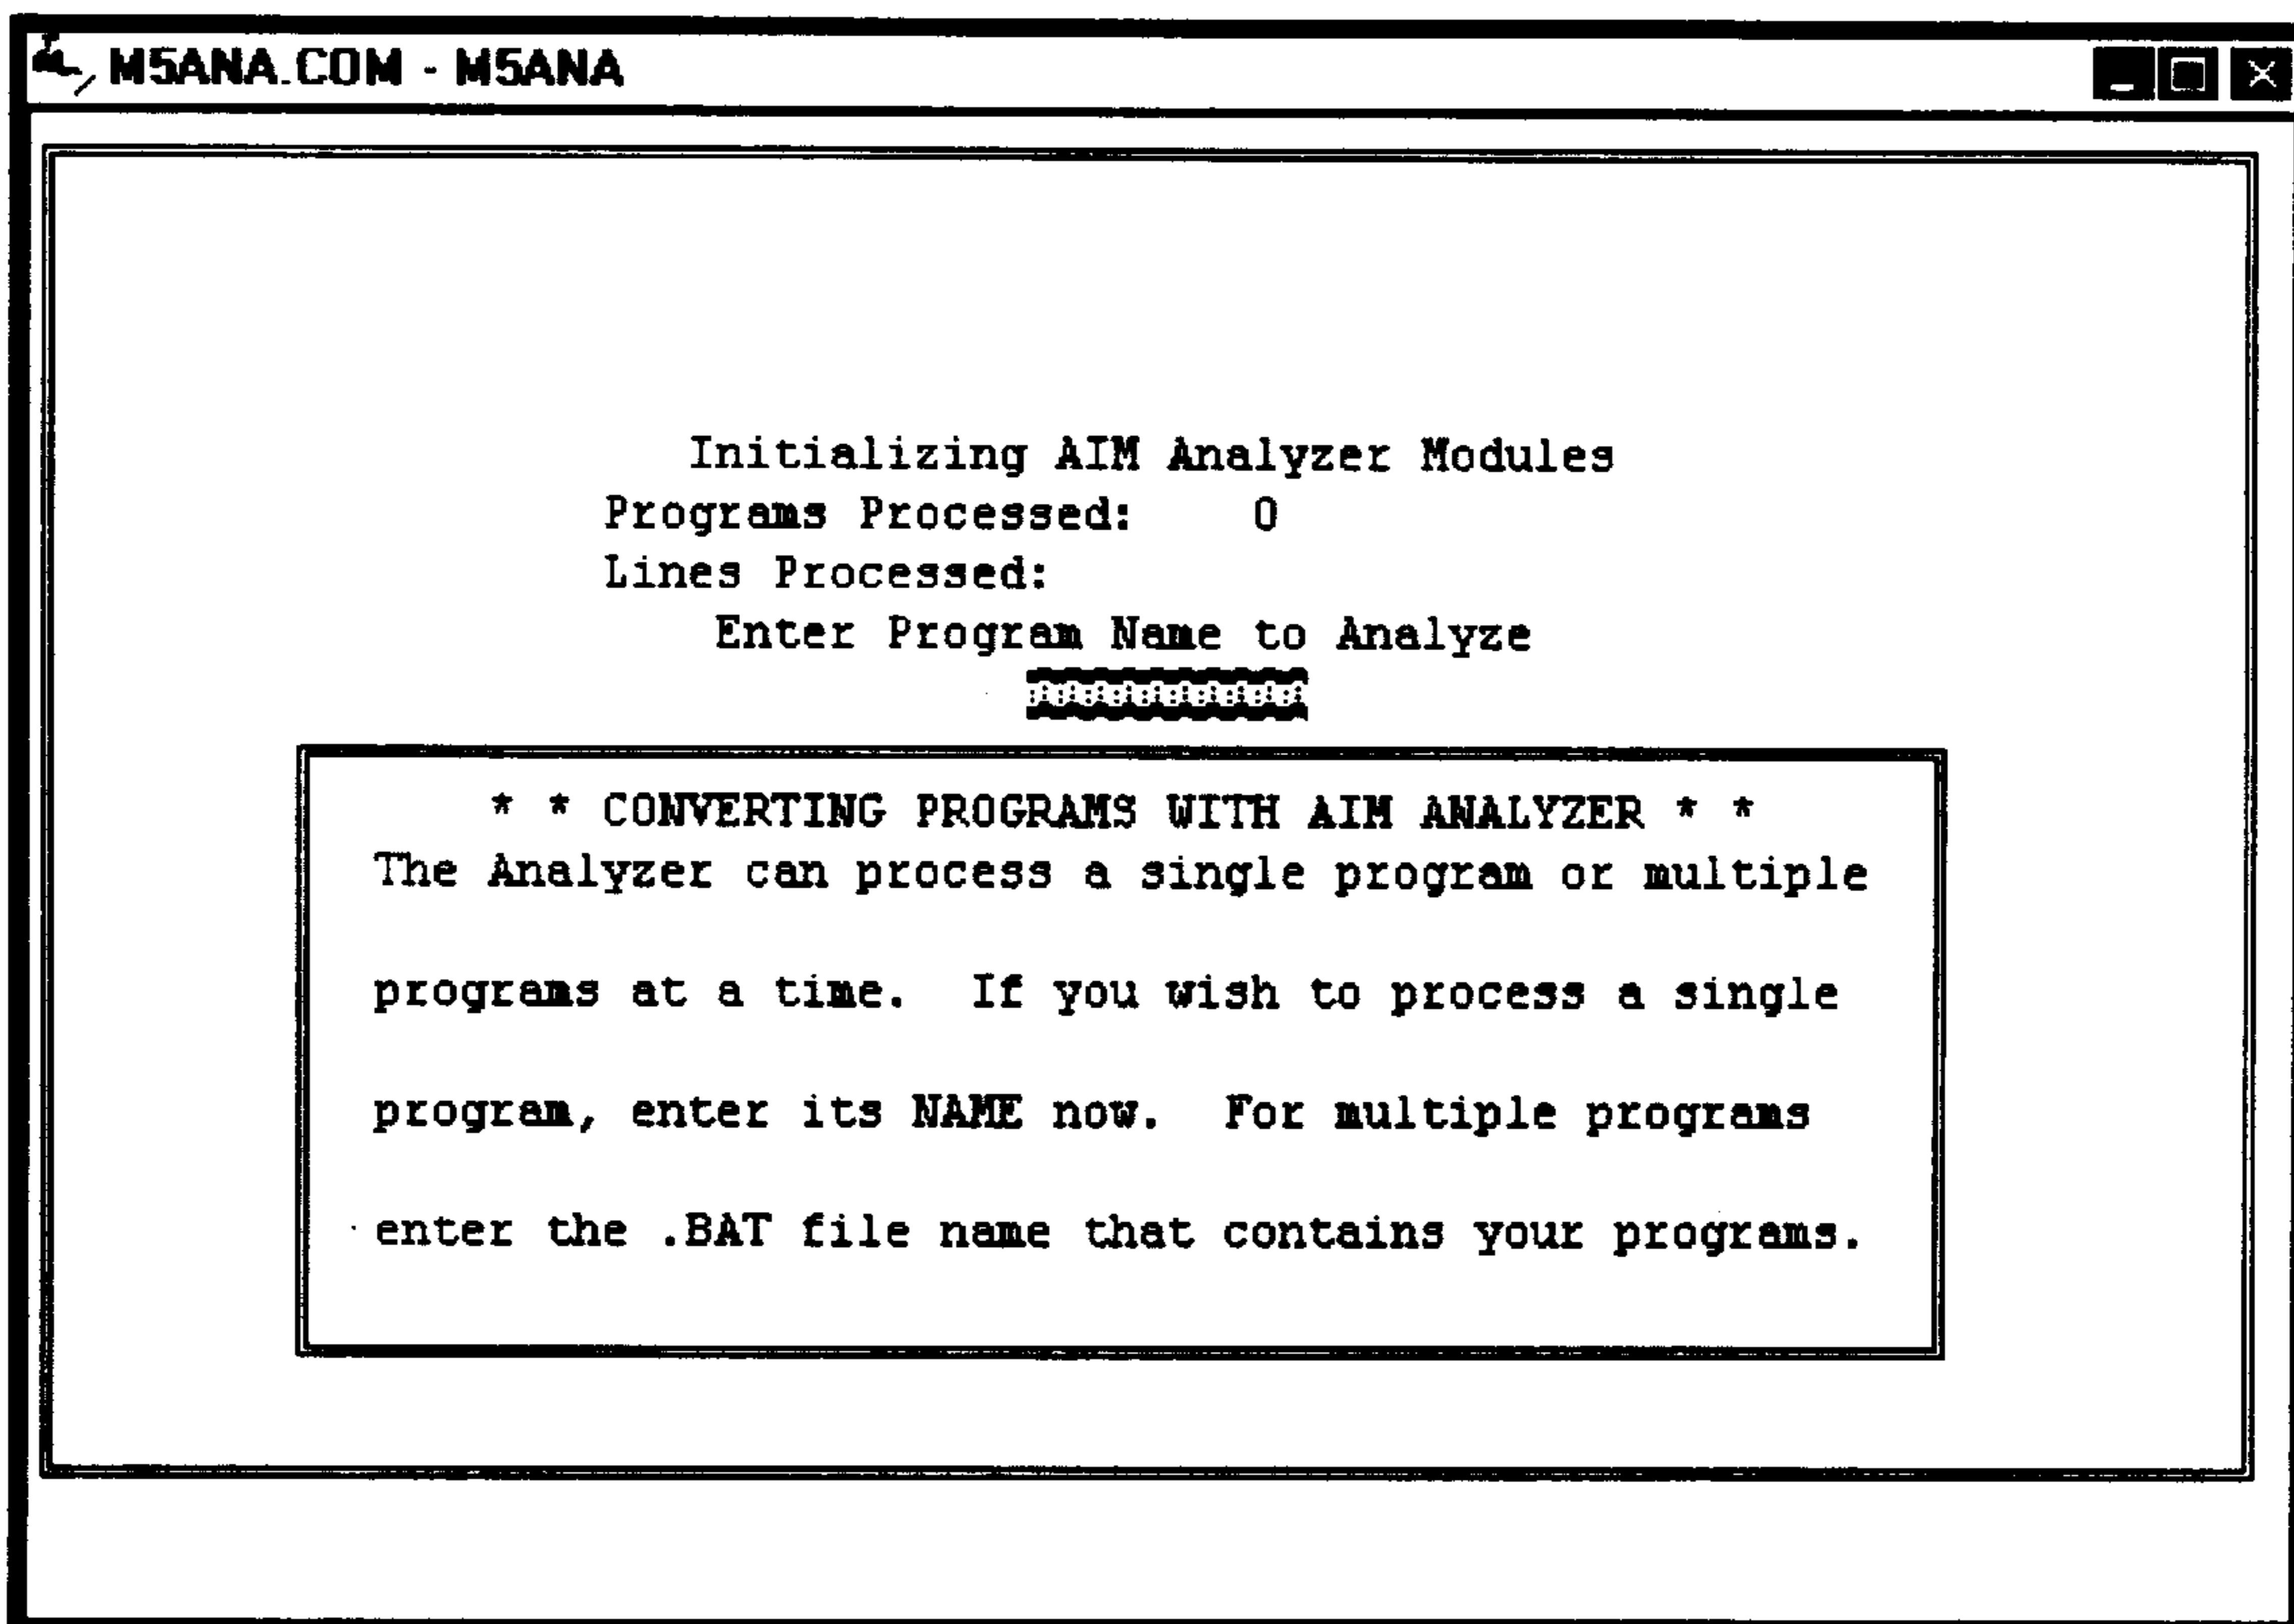 M5ANA.COM - M5ANA
Initializing AIM Analyzer Modules
Programs Processed: 0
Lines Processed:
Enter Program Name to Analyze
* * CONVERTING PROGRAMS WITH AIM ANALYZER * *
The Analyzer can process a single program or multiple
programs at a time. If you wish to process a single
program, enter its NAME now. For multiple programs
enter the .BAT file name that contains your programs.